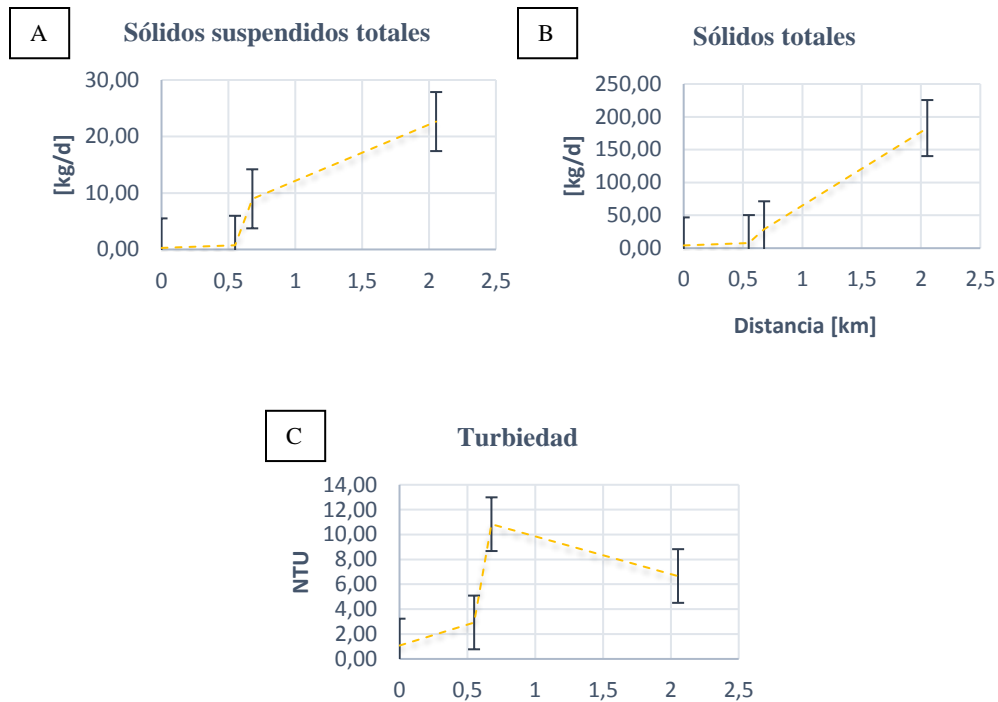 A
Sólidos suspendidos totales
30,00
20,00
10,00
0,00
[kg/d]
0 0,5 1 1,5 2 2,5
B
Sólidos totales
250,00
200,00
150,00
100,00
50,00
0,00
[kg/d]
0 0,5 1 1,5 2 2,5
Distancia [km]
C
Turbiedad
14,00
12,00
10,00
8,00
6,00
4,00
2,00
0,00
NTU
0 0,5 1 1,5 2 2,5